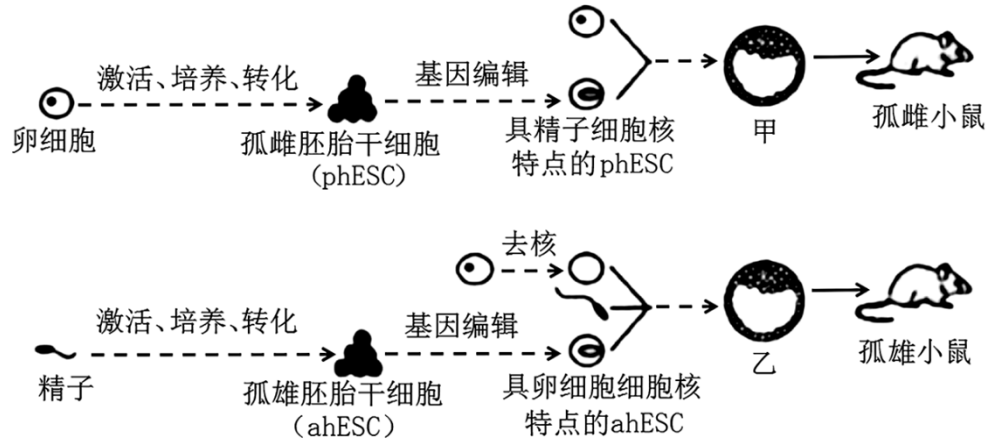 激活、培养、转化
基因编辑
卵细胞
孤雌胚胎干细胞
(phESC)
具精子细胞核
特点的phESC
甲
孤雌小鼠
去核
激活、培养、转化
基因编辑
精子
孤雄胚胎干细胞
(ahESC)
具卵细胞细胞核
特点的ahESC
乙
孤雄小鼠